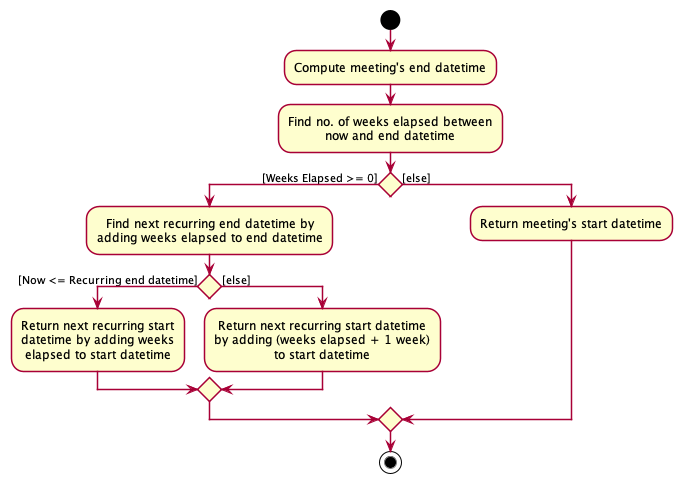 Compute meeting's end datetime
Find no. of weeks elapsed between
now and end datetime
[Weeks Elapsed >= 0]
[else]
Find next recurring end datetime by
adding weeks elapsed to end datetime
Return meeting's start datetime
[Now <= Recurring end datetime]
[else]
Return next recurring start
datetime by adding weeks
elapsed to start datetime
Return next recurring start datetime
by adding (weeks elapsed + 1 week)
to start datetime